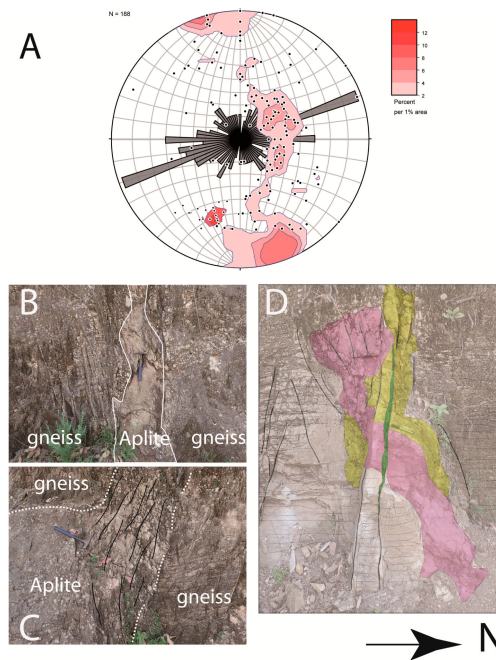 A
N = 188
12
10
8
6
4
2
Percent
per 1% area
B
gneiss
Aplite
gneiss
gneiss
Aplite
gneiss
C
D
N